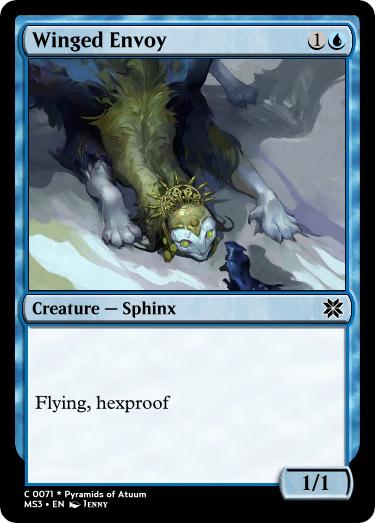 Winged Envoy 1
Creature — Sphinx
Flying, hexproof
1/1
C 0071 * Pyramids of Atuum
MS3 • EN JENNY